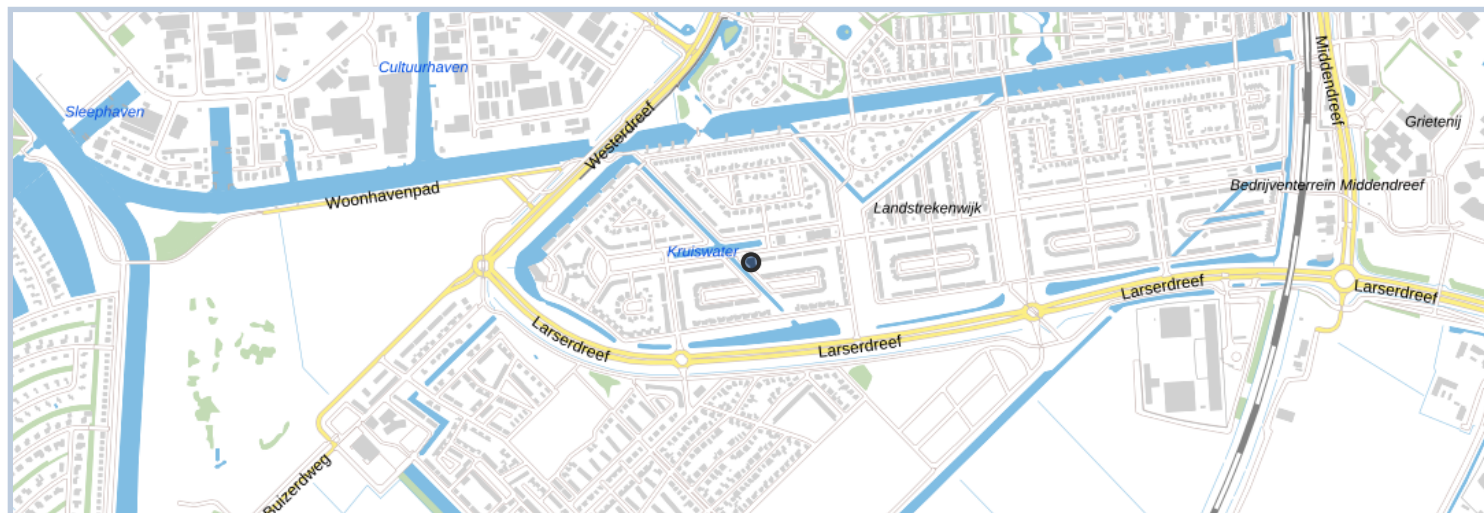 Cultuurhaven
Sleephaven
Middendreef
Westerdreef
Grietenij
Woonhavenpad
Bedrijventerrein Middendreef
Landstrekenwijk
Kruiswater
Larserdreef
Larserdreef
Larserdreef
Larserdreef
Buizerdweg